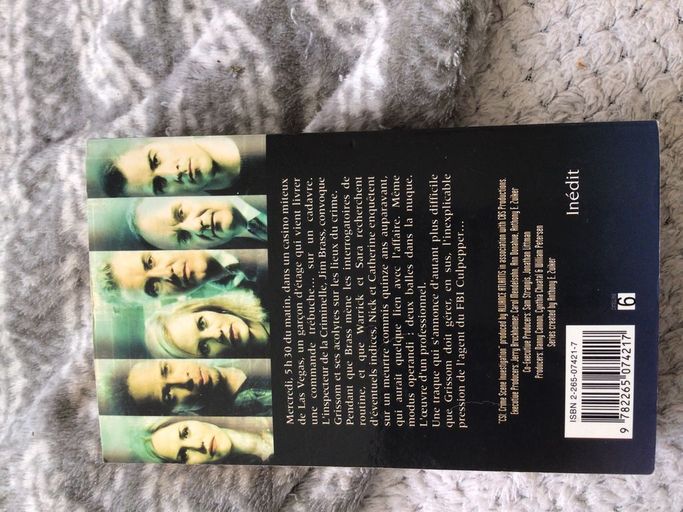 Mercredi, 5 h 30 du matin, dans un casino miteux
de Las Vegas, un garçon d'étage qui vient livrer
une commande trébuche... sur un cadavre.
L'inspecteur de la Criminelle, Jim Brass, convoque
Grissom et ses acolytes sur les lieux du crime.
Pendant que Brass mène les interrogatoires de
routine, et que Warrick et Sara recherchent
d'éventuels indices, Nick et Catherine enquêtent
sur un meurtre commis quinze ans auparavant,
qui aurait quelque lien avec l'affaire. Même
modus operandi : deux balles dans la nuque.
L'œuvre d'un professionnel.
Une traque qui s'annonce d'autant plus difficile
que Grissom doit gérer, en sus, l'inexplicable
pression de l'agent du FBI Culpepper...
"CSI: Crime Scene Investigation" produced by ALLIANCE ATLANTIS in association with CBS Productions.
Executive Producers: Jerry Bruckheimer, Carol Mendelsohn, Ann Donahue, Anthony E. Zuiker
Co-executive Producers: Sam Strangis, Jonathan Littman
Producers: Danny Cannon, Cynthia Chvatal & William Petersen
Series created by Anthony E. Zuiker
Inédit
6
ISBN 2-265-07421-7
9 782265 074217